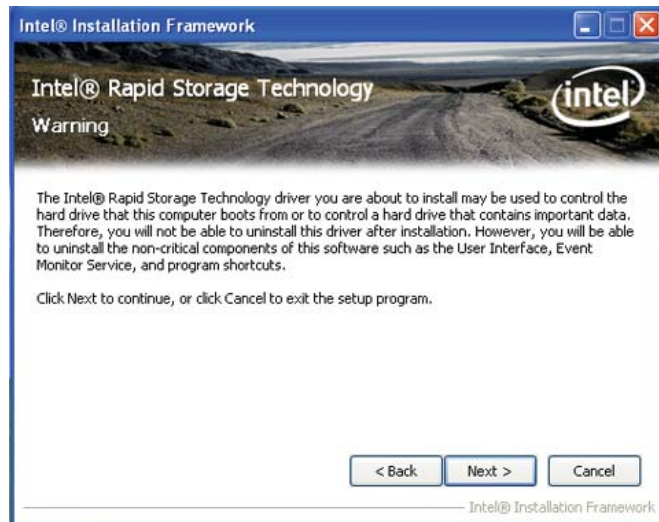 Intel® Installation Framework
Intel® Rapid Storage Technology
intel
Warning
The Intel® Rapid Storage Technology driver you are about to install may be used to control the
hard drive that this computer boots from or to control a hard drive that contains important data.
Therefore, you will not be able to uninstall this driver after installation. However, you will be able
to uninstall the non-critical components of this software such as the User Interface, Event
Monitor Service, and program shortcuts.
Click Next to continue, or click Cancel to exit the setup program.
< Back Next > Cancel
Intel® Installation Framework